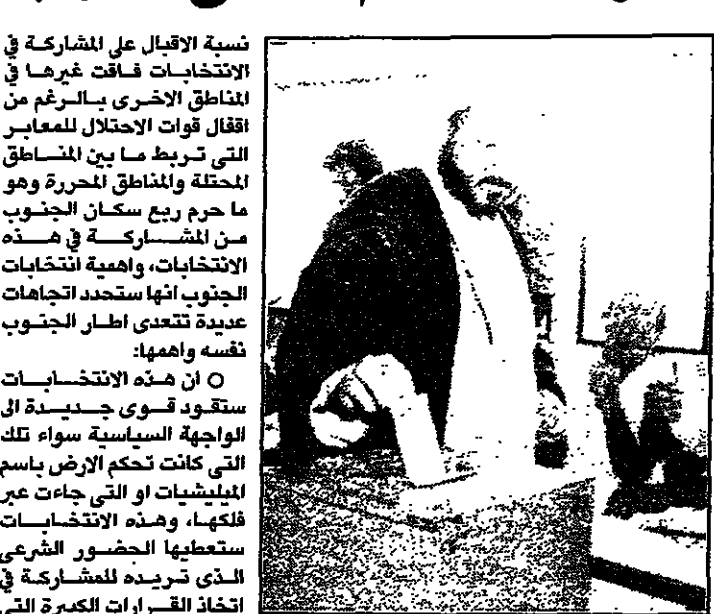 نسبة الاقبال على المشاركة في
الانتخابات فاقت غيرها في
المناطق الاخرى بالرغم من
اقفال قوات الاحتلال للمعابر
التي تربط ما بين المناطق
المحتلة والمناطق المحررة وهو
ما حرم ربع سكان الجنوب
من المشاركة في هذه
الانتخابات، واهمية انتخابات
الجنوب انها ستحدد اتجاهات
عديدة تتعدى اطار الجنوب
نفسه واهمها:
O ان هذه الانتخابات
ستقود قوى جديدة الى
الواجهة السياسية سواء تلك
التي كانت تحكم الارض باسم
الميليشيات او التي جاءت عبر
فلكها، وهذه الانتخابات
ستعطيها الحضور الشرعي
الذي تريده للمشاركة في
اتخاذ القرارات الكبيرة التي